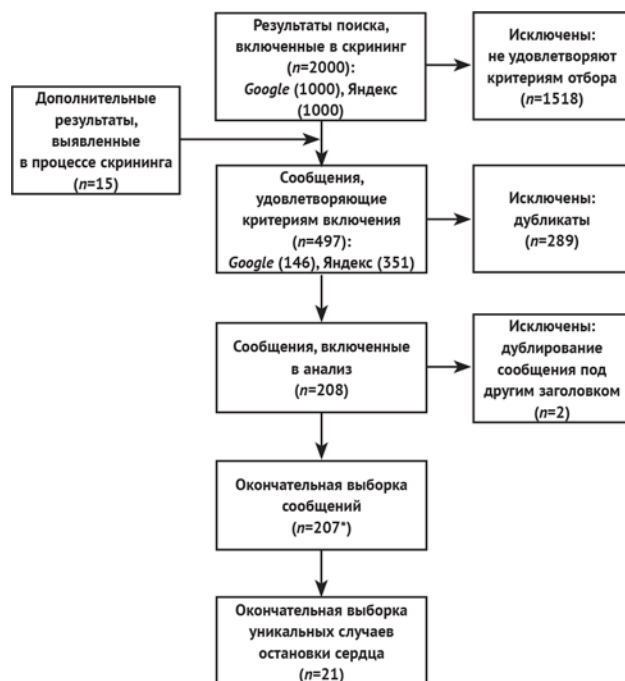 Результаты поиска,
включенные в скрининг
(n=2000):
Google (1000), Яндекс
(1000)
Исключены:
не удовлетворяют
критериям отбора
(n=1518)
Дополнительные
результаты,
выявленные
в процессе скрининга
(n=15)
Сообщения,
удовлетворяющие
критериям включения
(n=497):
Google (146), Яндекс (351)
Исключены:
дубликаты
(n=289)
Сообщения, включенные
в анализ
(n=208)
Исключены:
дублирование
сообщения под
другим заголовком
(n=2)
Окончательная выборка
сообщений
(n=207*)
Окончательная выборка
уникальных случаев
остановки сердца
(n=21)